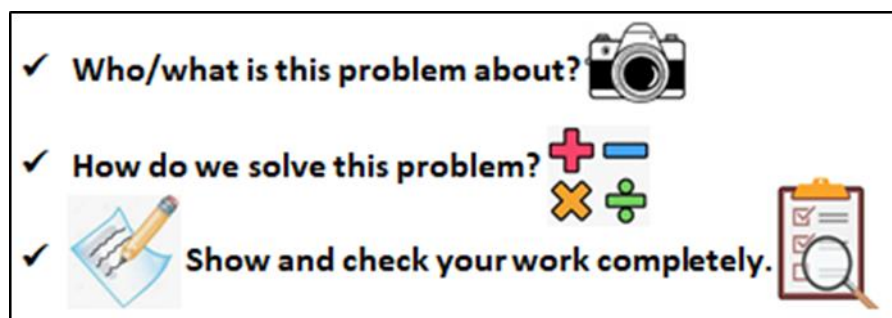 ✓ Who/what is this problem about?
✓ How do we solve this problem?
✓ Show and check your work completely.